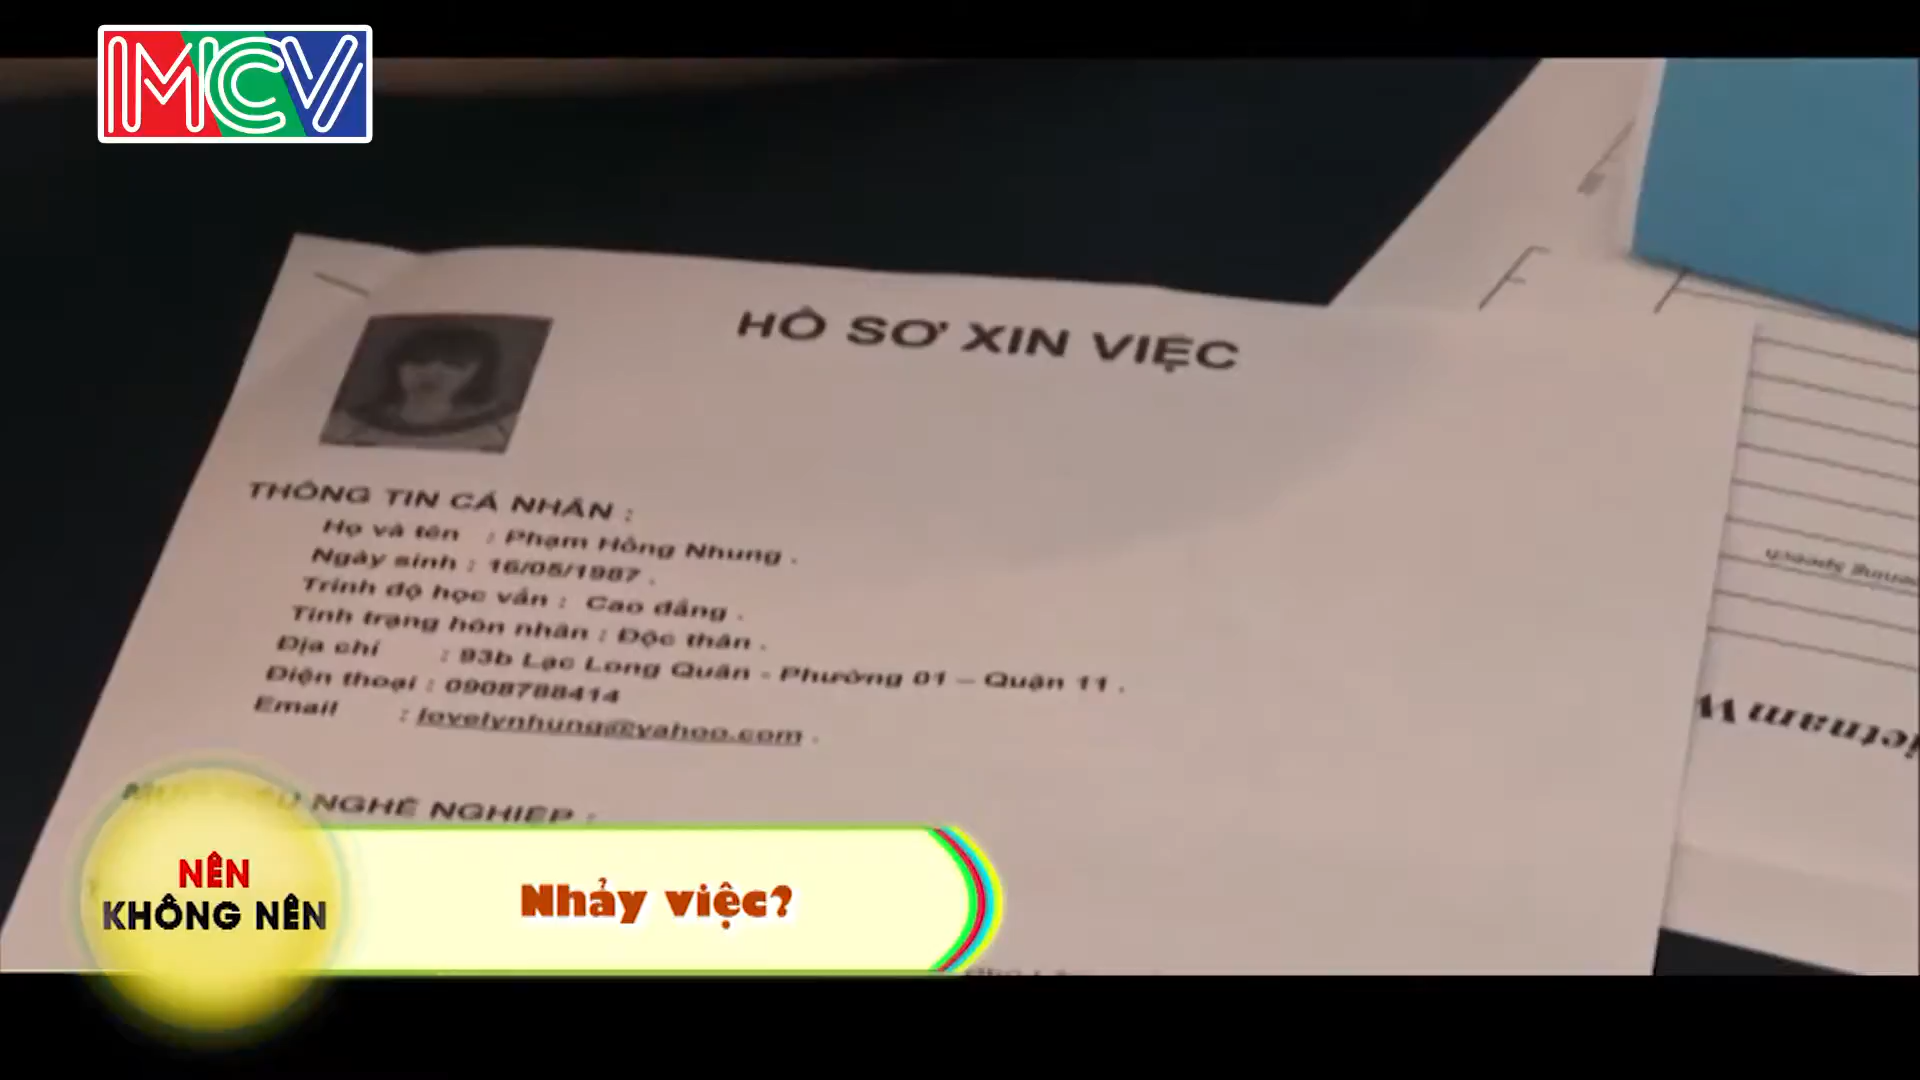 MCV
HỒ SƠ XIN VIỆC
THÔNG TIN CÁ NHÂN :
Họ và tên : Phạm Hồng Nhung .
Ngày sinh : 16/05/1987 .
Trình độ học vấn : Cao đẳng .
Tình trạng hôn nhân : Độc thân .
Địa chỉ : 93b Lạc Long Quân - Phường 01 – Quận 11 .
Điện thoại : 0908788414
Email : lovelynhung@yahoo.com .
NGHỀ NGHIỆP :
NÊN
KHÔNG NÊN
Nhảy việc?